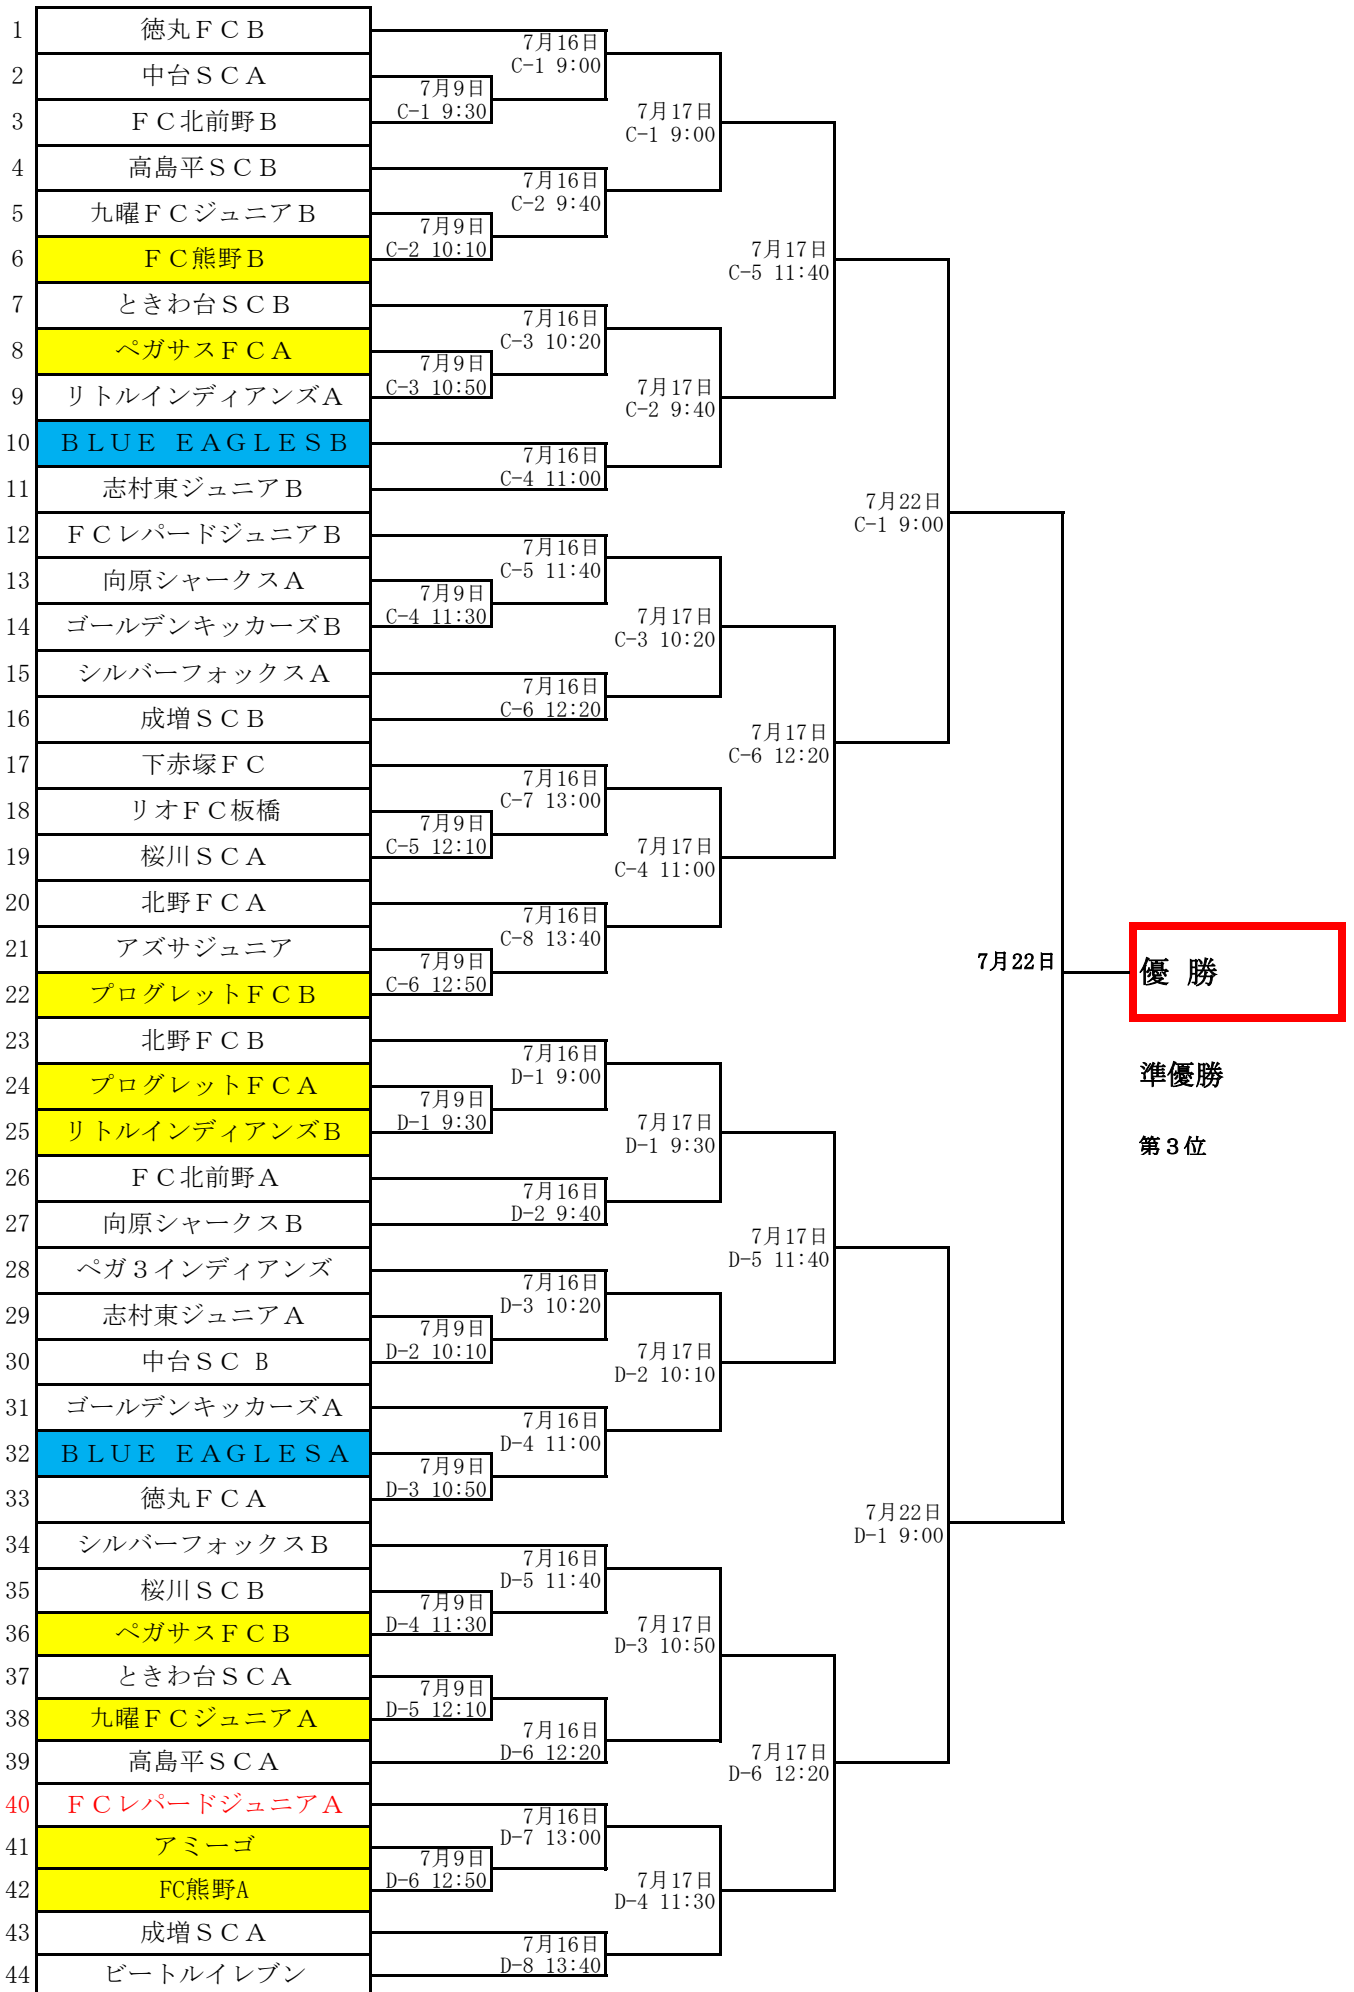 1 徳丸ＦＣＢ
7月16日
C-1 9:00
2 中台ＳＣＡ
7月9日
C-1 9:30
3 ＦＣ北前野Ｂ
7月17日
C-1 9:00
4 高島平ＳＣＢ
7月16日
C-2 9:40
5 九曜ＦＣジュニアＢ
7月9日
C-2 10:10
6 ＦＣ熊野Ｂ
7月17日
C-5 11:40
7 ときわ台ＳＣＢ
7月16日
C-3 10:20
8 ペガサスＦＣＡ
7月9日
C-3 10:50
9 リトルインディアンズＡ
7月17日
C-2 9:40
10 ＢＬＵＥ ＥＡＧＬＥＳＢ
7月16日
C-4 11:00
11 志村東ジュニアＢ
7月22日
C-1 9:00
12 ＦＣレパードジュニアＢ
7月16日
C-5 11:40
13 向原シャークスＡ
7月9日
C-4 11:30
14 ゴールデンキッカーズＢ
7月17日
C-3 10:20
15 シルバーフォックスＡ
7月16日
C-6 12:20
16 成増ＳＣＢ
7月17日
C-6 12:20
17 下赤塚ＦＣ
7月16日
C-7 13:00
18 リオＦＣ板橋
7月9日
C-5 12:10
19 桜川ＳＣＡ
7月17日
C-4 11:00
20 北野ＦＣＡ
7月16日
C-8 13:40
21 アズサジュニア
7月9日
C-6 12:50
7月22日
優 勝
22 プログレットＦＣＢ
23 北野ＦＣＢ
7月16日
D-1 9:00
準優勝
24 プログレットＦＣＡ
7月9日
D-1 9:30
25 リトルインディアンズＢ
7月17日
D-1 9:30
第３位
26 ＦＣ北前野Ａ
7月16日
D-2 9:40
27 向原シャークスＢ
7月17日
D-5 11:40
28 ペガ３インディアンズ
7月16日
D-3 10:20
29 志村東ジュニアＡ
7月9日
D-2 10:10
30 中台ＳＣ B
7月17日
D-2 10:10
31 ゴールデンキッカーズＡ
7月16日
D-4 11:00
32 ＢＬＵＥ ＥＡＧＬＥＳＡ
7月9日
D-3 10:50
33 徳丸ＦＣＡ
7月22日
D-1 9:00
34 シルバーフォックスＢ
7月16日
D-5 11:40
35 桜川ＳＣＢ
7月9日
D-4 11:30
36 ペガサスＦＣＢ
7月17日
D-3 10:50
37 ときわ台ＳＣＡ
7月9日
D-5 12:10
38 九曜ＦＣジュニアＡ
7月16日
D-6 12:20
39 高島平ＳＣＡ
7月17日
D-6 12:20
40 ＦＣレパードジュニアＡ
7月16日
D-7 13:00
41 アミーゴ
7月9日
D-6 12:50
42 FC熊野A
7月17日
D-4 11:30
43 成増ＳＣＡ
7月16日
D-8 13:40
44 ビートルイレブン